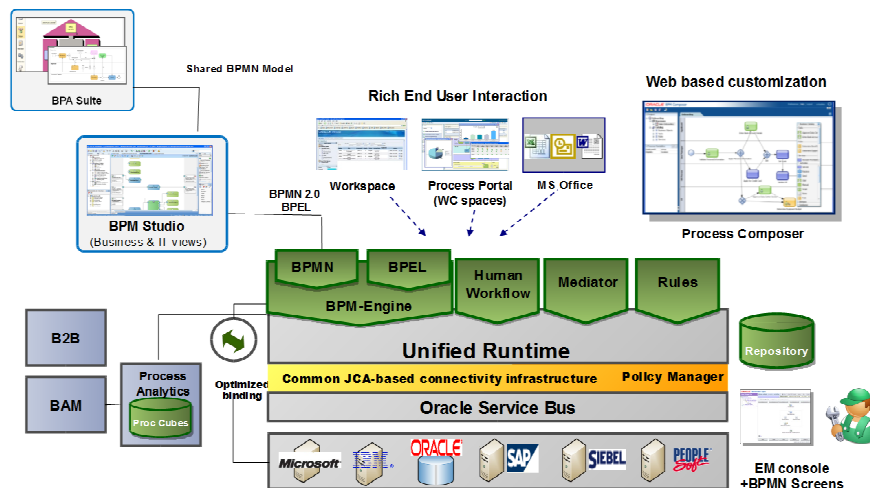 BPA Suite
Shared BPMN Model
Rich End User Interaction
Web based customization
ORACLE
BPM Studio
(Business & IT views)
BPMN 2.0
BPEL
Workspace
Process Portal
(WC spaces)
MS Office
Process Composer
BPMN
BPEL
BPM-Engine
Human
Workflow
Mediator
Rules
Unified Runtime
Repository
B2B
BAM
Process
Analytics
Proc Cubes
Optimized
binding
Common JCA-based connectivity infrastructure
Policy Manager
Oracle Service Bus
Microsoft
IBM
ORACLE
SAP
SIEBEL
PEOPLE
Soft
EM console
+BPMN Screens